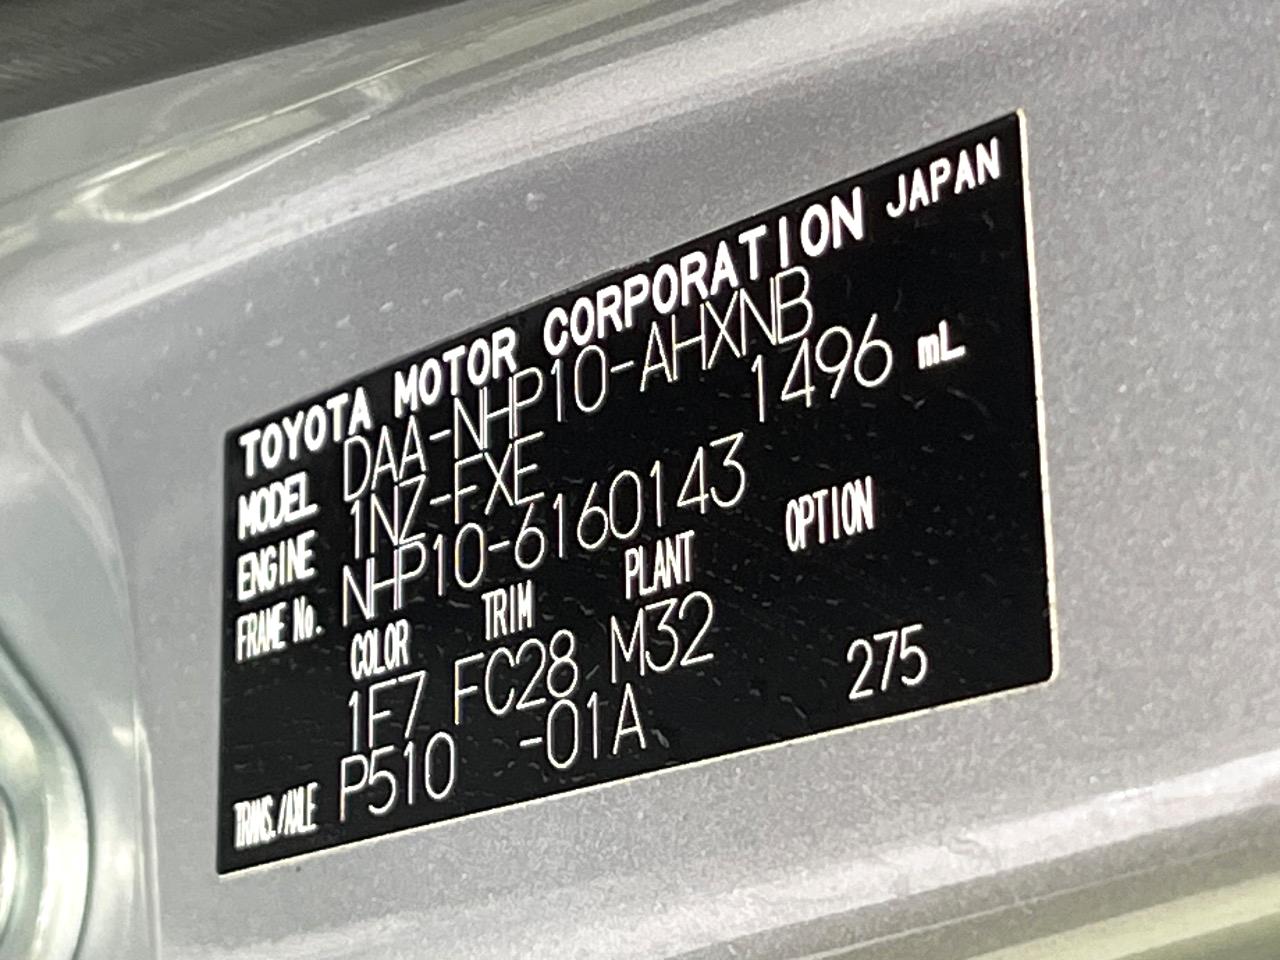 TOYOTA MOTOR CORPORATION JAPAN
MODEL DAA-NHP10-AHXNB
ENGINE 1NZ-FXE 1496 mL
FRAME No. NHP10-6160143
COLOR TRIM PLANT OPTION
1F7 FC28 M32
TRANS./AXLE P510 -01A 275